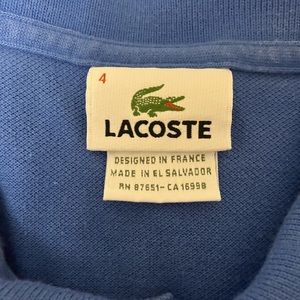 4
LACOSTE
DESIGNED IN FRANCE
MADE IN EL SALVADOR
RN 87651-CA 16998